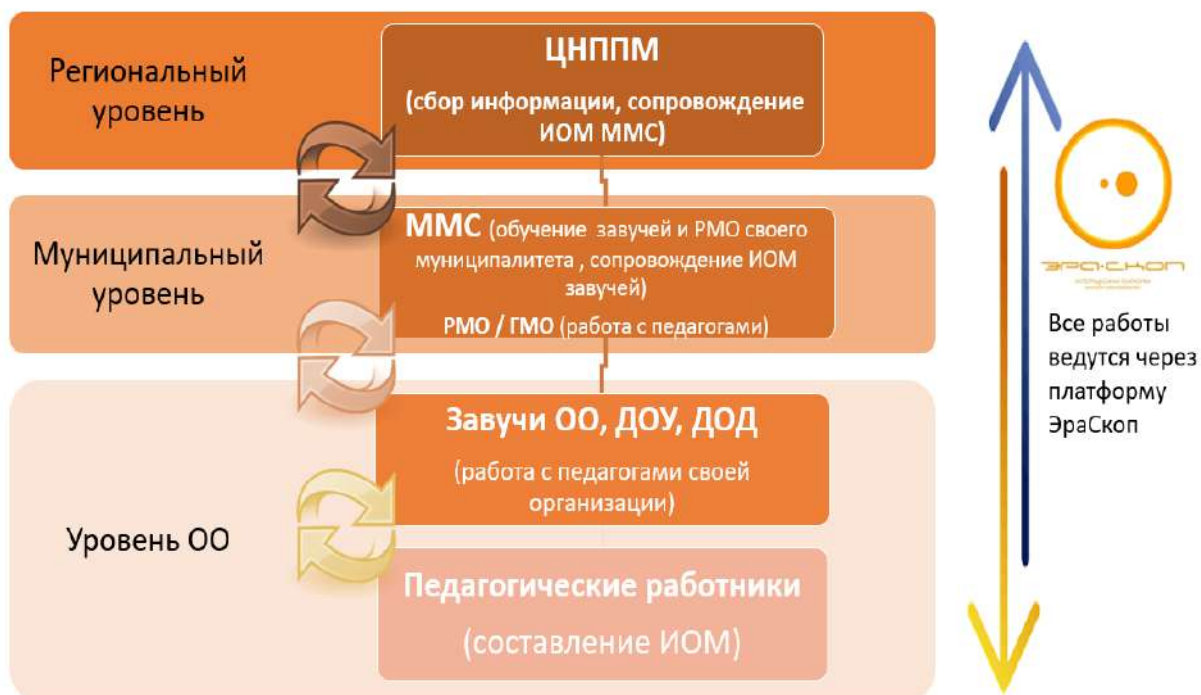 Региональный
уровень
ЦНППМ
(сбор информации, сопровождение
ИОМ ММС)
Муниципальный
уровень
ММС (обучение завучей и РМО своего
муниципалитета , сопровождение ИОМ
завучей)
РМО / ГМО (работа с педагогами)
Уровень ОО
Завучи ОО, ДОУ, ДОД
(работа с педагогами своей
организации)
Педагогические работники
(составление ИОМ)
ЭРА·СКОП
Все работы
ведутся через
платформу
ЭраСкоп